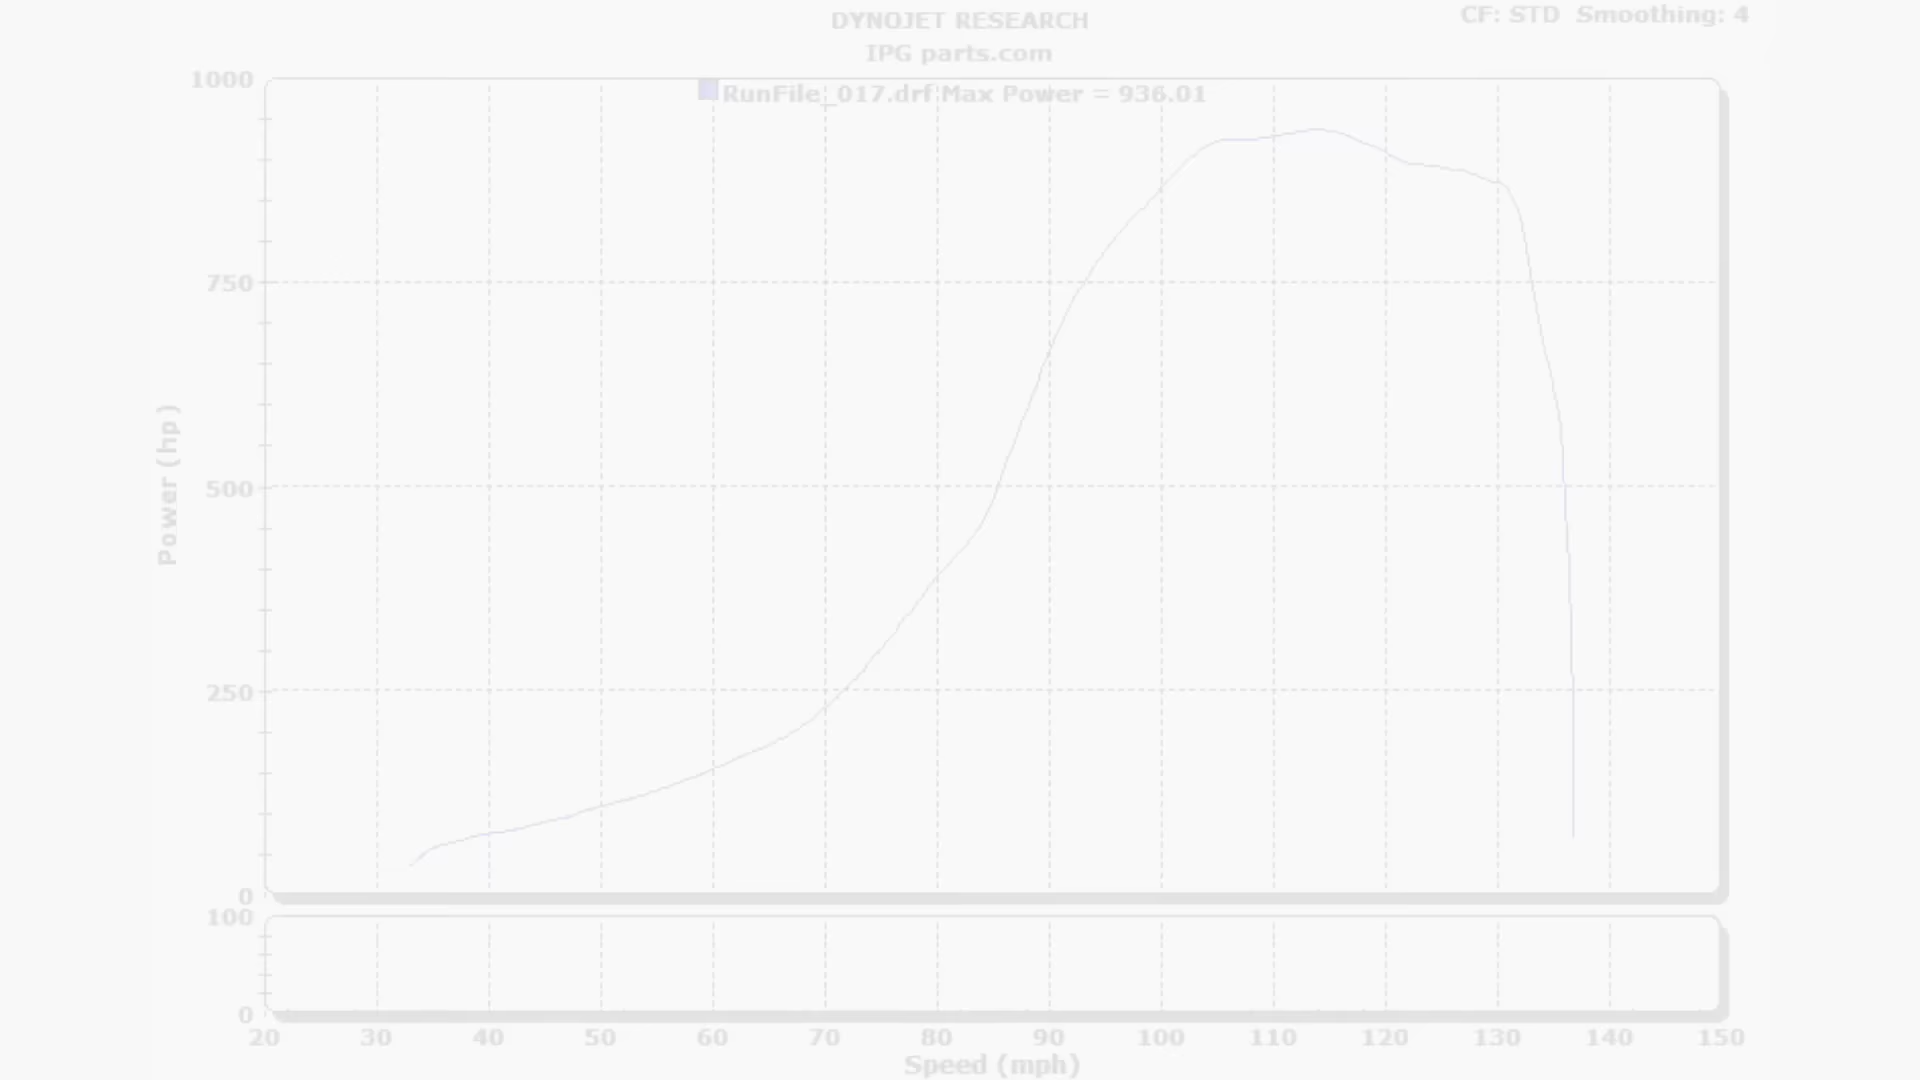 DYNOJET RESEARCH
CF: STD Smoothing: 4
IPG parts.com
RunFile_017.drf Max Power = 936.01
1000
750
500
250
0
Power (hp)
100
0
20 30 40 50 60 70 80 90 100 110 120 130 140 150
Speed (mph)